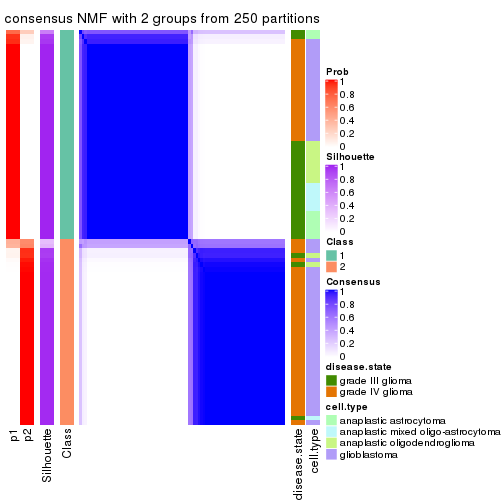 consensus NMF with 2 groups from 250 partitions
Prob
1
0.8
0.6
0.4
0.2
0
Silhouette
1
0.8
0.6
0.4
0.2
0
Class
1
2
Consensus
1
0.8
0.6
0.4
0.2
0
disease.state
grade III glioma
grade IV glioma
cell.type
anaplastic astrocytoma
anaplastic mixed oligo-astrocytoma
anaplastic oligodendroglioma
glioblastoma
p1
p2
Silhouette
Class
disease.state
cell.type